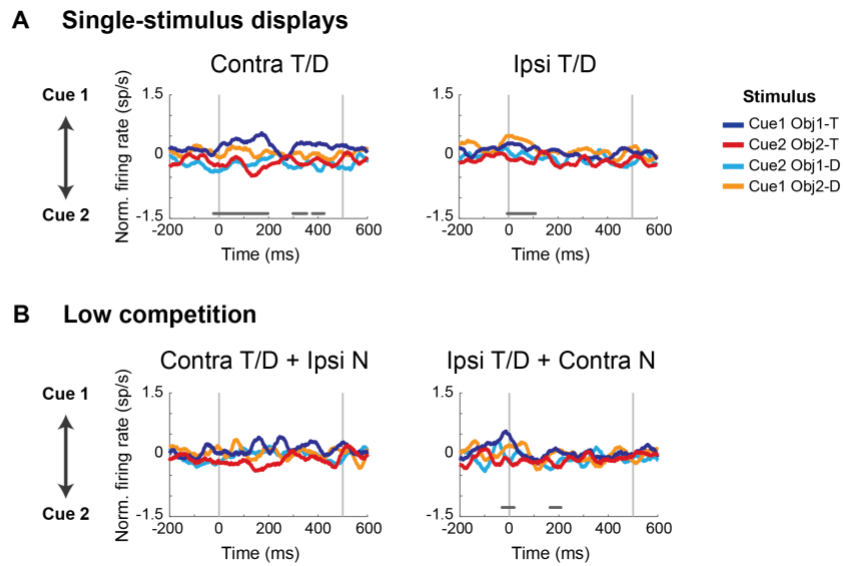 A Single-stimulus displays
Contra T/D
Ipsi T/D
Cue 1
Cue 2
Norm. firing rate (sp/s)
1.5
0
-1.5
-200 0 200 400 600
Time (ms)
1.5
0
-1.5
-200 0 200 400 600
Time (ms)
Stimulus
Cue1 Obj1-T
Cue2 Obj2-T
Cue2 Obj1-D
Cue1 Obj2-D
B Low competition
Contra T/D + Ipsi N
Ipsi T/D + Contra N
Cue 1
Cue 2
Norm. firing rate (sp/s)
1.5
0
-1.5
-200 0 200 400 600
Time (ms)
1.5
0
-1.5
-200 0 200 400 600
Time (ms)